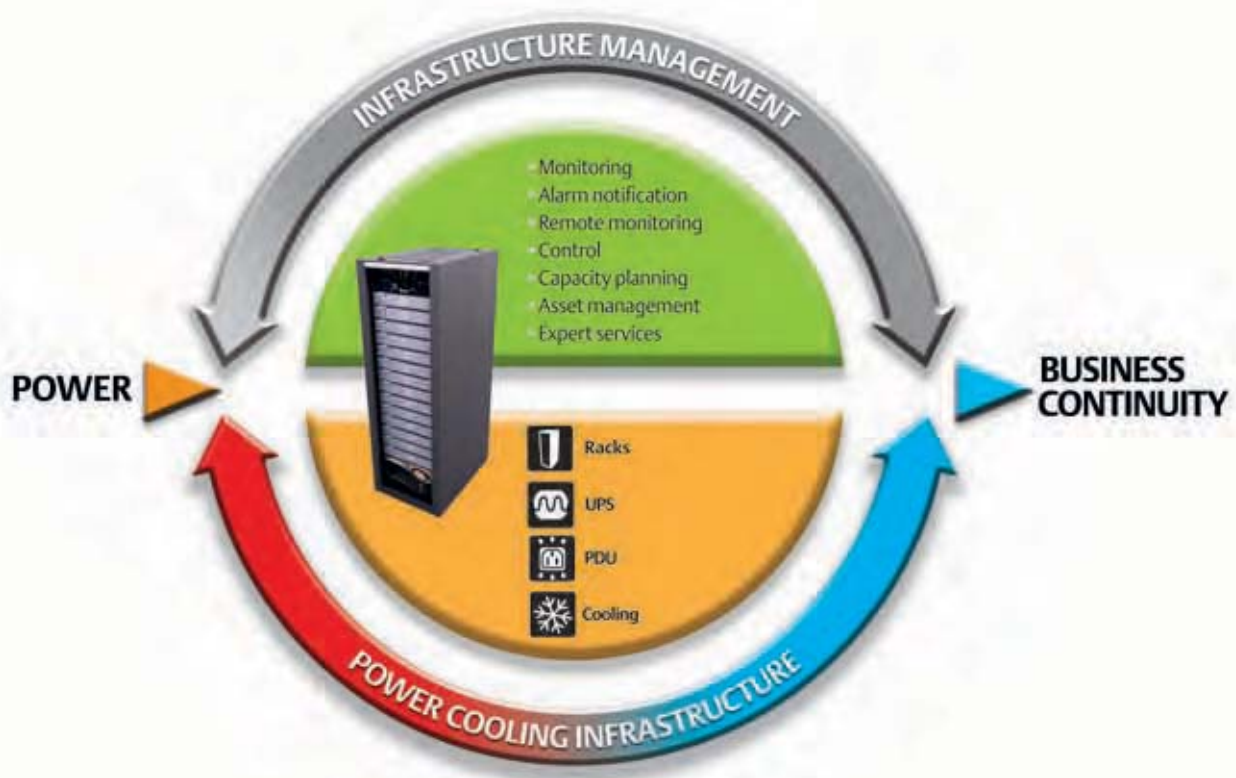 INFRASTRUCTURE MANAGEMENT
Monitoring
Alarm notification
Remote monitoring
Control
Capacity planning
Asset management
Expert services
POWER
BUSINESS
CONTINUITY
Racks
UPS
PDU
Cooling
POWER COOLING INFRASTRUCTURE